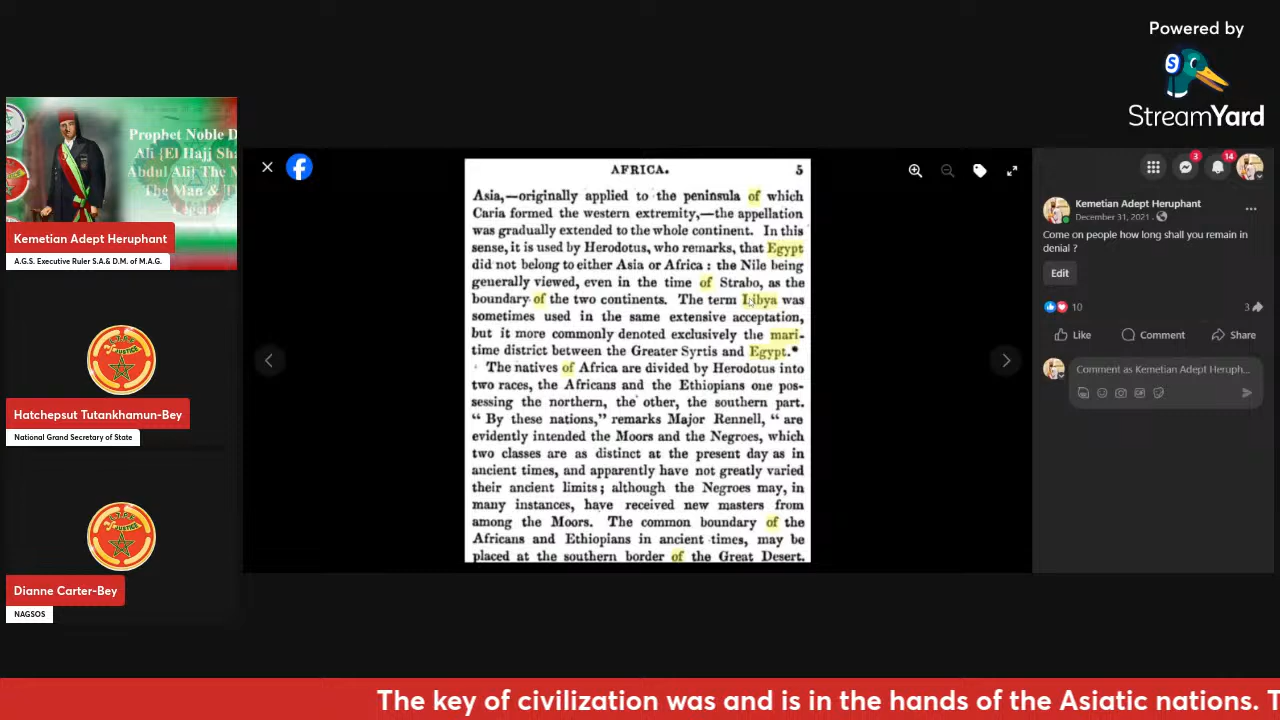 Powered by
StreamYard
Prophet Noble D
Ali {El Hajj Sha
Abdul Ali} The M
The Man & T
Legend
Kemetian Adept Heruphant
A.G.S. Executive Ruler S.A.& D.M. of M.A.G.
JUSTICE
Hatchepsut Tutankhamun-Bey
National Grand Secretary of State
JUSTICE
Dianne Carter-Bey
NAGSOS
AFRICA. 5
Asia,—originally applied to the peninsula of which
Caria formed the western extremity,—the appellation
was gradually extended to the whole continent. In this
sense, it is used by Herodotus, who remarks, that Egypt
did not belong to either Asia or Africa : the Nile being
generally viewed, even in the time of Strabo, as the
boundary of the two continents. The term Libya was
sometimes used in the same extensive acceptation,
but it more commonly denoted exclusively the mari-
time district between the Greater Syrtis and Egypt.*
The natives of Africa are divided by Herodotus into
two races, the Africans and the Ethiopians one pos-
sessing the northern, the other, the southern part.
“ By these nations,” remarks Major Rennell, “ are
evidently intended the Moors and the Negroes, which
two classes are as distinct at the present day as in
ancient times, and apparently have not greatly varied
their ancient limits ; although the Negroes may, in
many instances, have received new masters from
among the Moors. The common boundary of the
Africans and Ethiopians in ancient times, may be
placed at the southern border of the Great Desert.
3
14
Kemetian Adept Heruphant
December 31, 2021 ·
Come on people how long shall you remain in
denial ?
Edit
10
3
Like Comment Share
Comment as Kemetian Adept Heruph...
The key of civilization was and is in the hands of the Asiatic nations. T